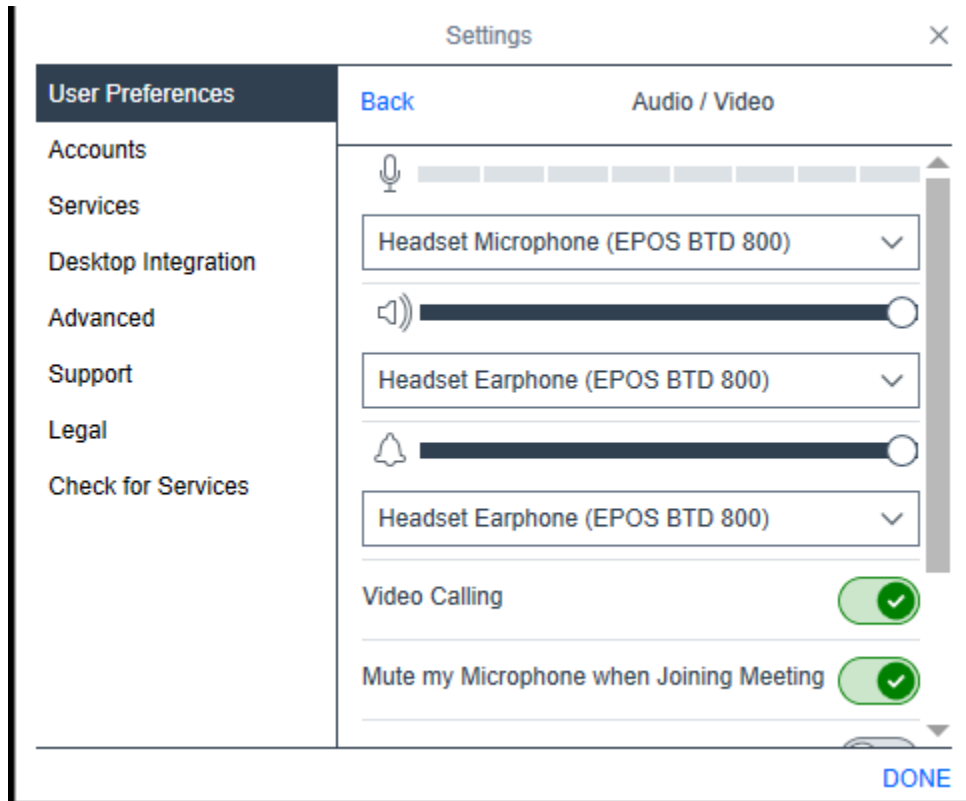 Settings
User Preferences
Accounts
Services
Desktop Integration
Advanced
Support
Legal
Check for Services
Back
Audio / Video
Headset Microphone (EPOS BTD 800)
Headset Earphone (EPOS BTD 800)
Headset Earphone (EPOS BTD 800)
Video Calling
Mute my Microphone when Joining Meeting
DONE